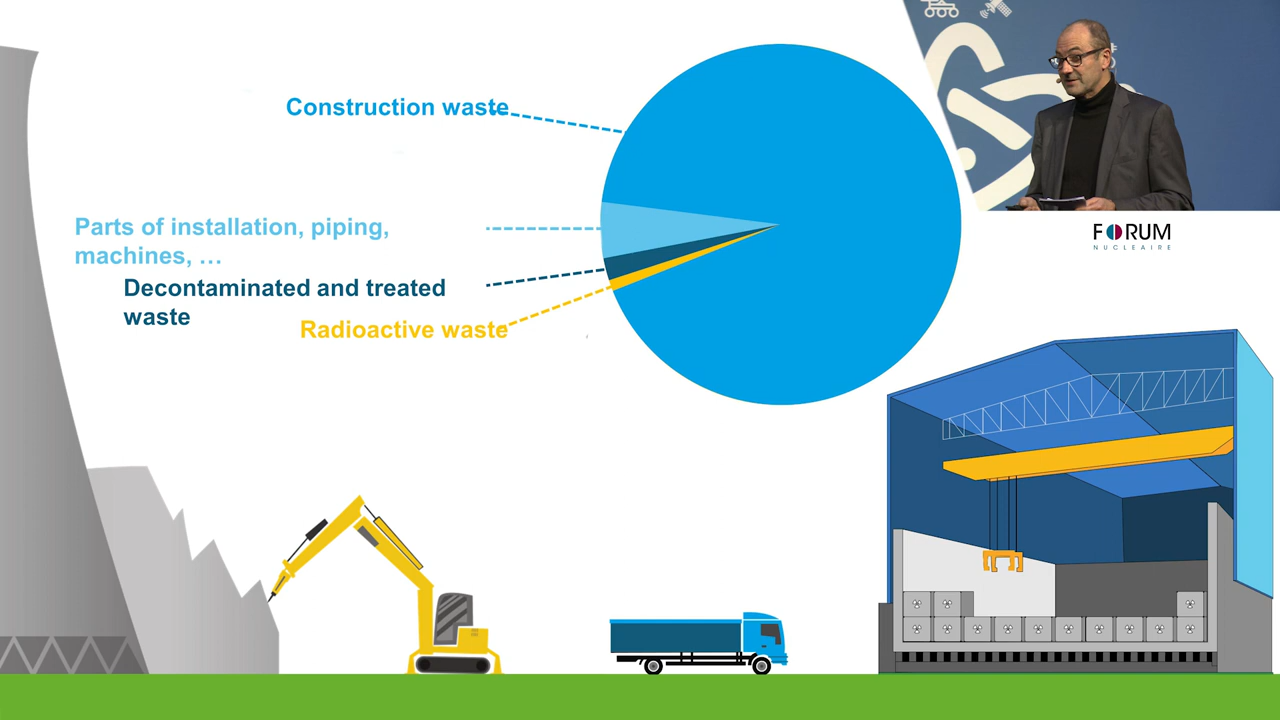 Construction waste
Parts of installation, piping,
machines, …
Decontaminated and treated
waste
Radioactive waste
FORUM
NUCLEAIRE